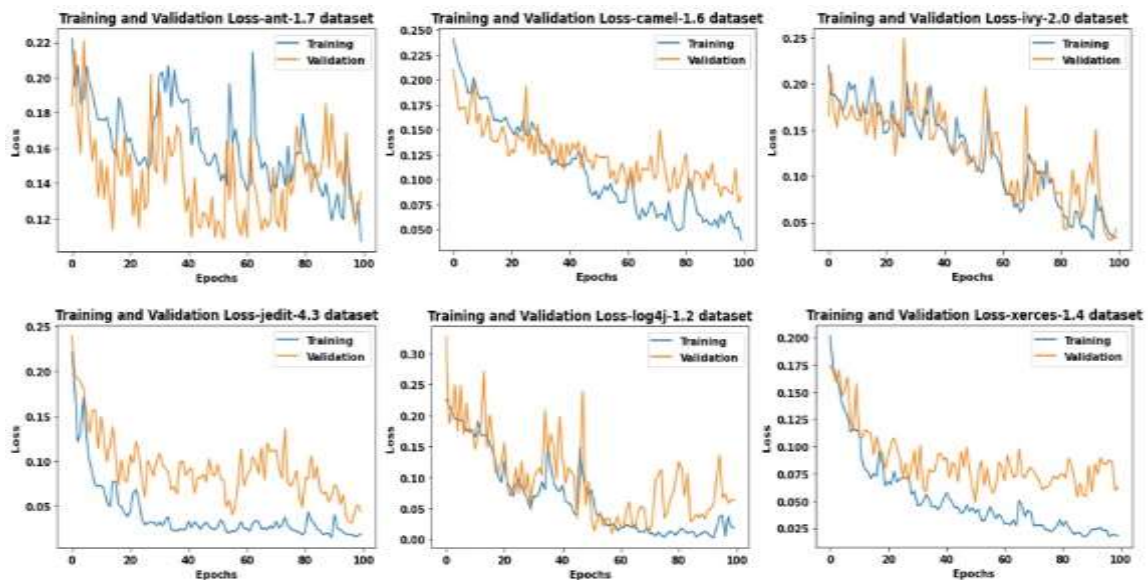 Training and Validation Loss-ant-1.7 dataset
0.22
0.20
0.18
0.16
0.14
0.12
Loss
Training
Validation
0 20 40 60 80 100
Epochs
Training and Validation Loss-camel-1.6 dataset
0.250
0.225
0.200
0.175
0.150
0.125
0.100
0.075
0.050
Loss
Training
Validation
0 20 40 60 80 100
Epochs
Training and Validation Loss-ivy-2.0 dataset
0.25
0.20
0.15
0.10
0.05
Loss
Training
Validation
0 20 40 60 80 100
Epochs
Training and Validation Loss-jedit-4.3 dataset
0.25
0.20
0.15
0.10
0.05
Loss
Training
Validation
0 20 40 60 80 100
Epochs
Training and Validation Loss-log4j-1.2 dataset
0.30
0.25
0.20
0.15
0.10
0.05
0.00
Loss
Training
Validation
0 20 40 60 80 100
Epochs
Training and Validation Loss-xerces-1.4 dataset
0.200
0.175
0.150
0.125
0.100
0.075
0.050
0.025
Loss
Training
Validation
0 20 40 60 80 100
Epochs